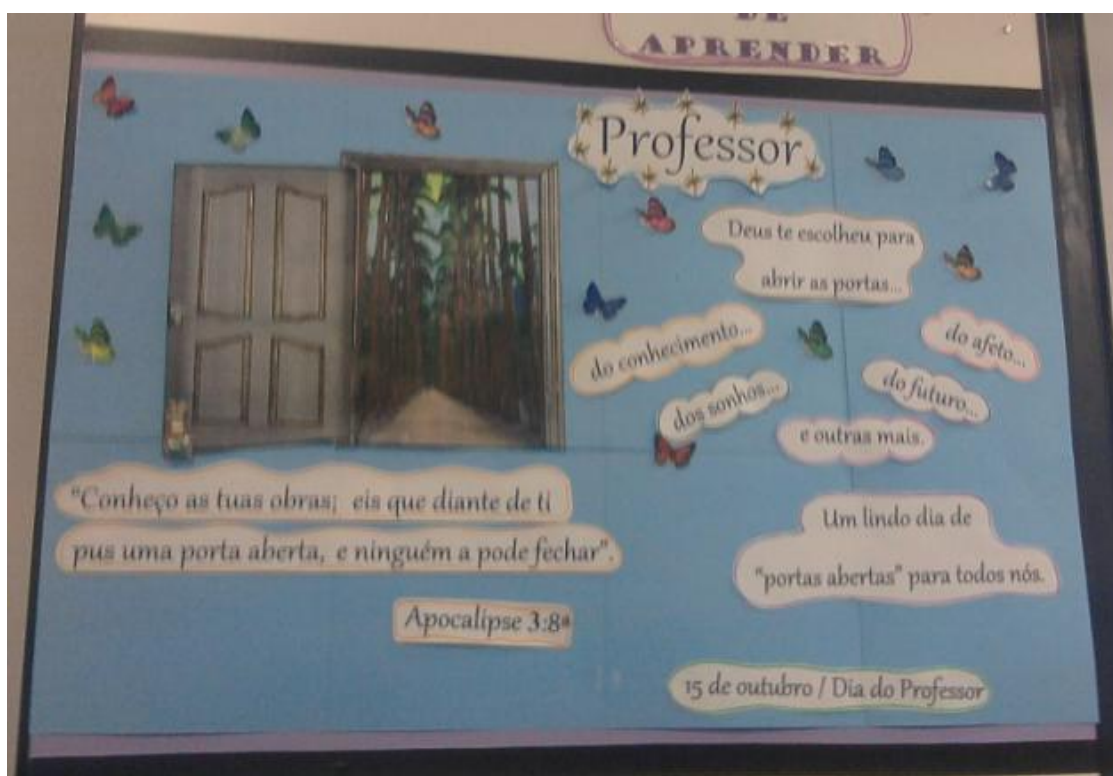 DE
APRENDER
Professor
Deus te escolheu para
abrir as portas...
do conhecimento...
dos sonhos...
do afeto...
do futuro...
e outras mais.
"Conheço as tuas obras; eis que diante de ti
pus uma porta aberta, e ninguém a pode fechar".
Apocalipse 3:8ª
Um lindo dia de
"portas abertas" para todos nós.
15 de outubro / Dia do Professor